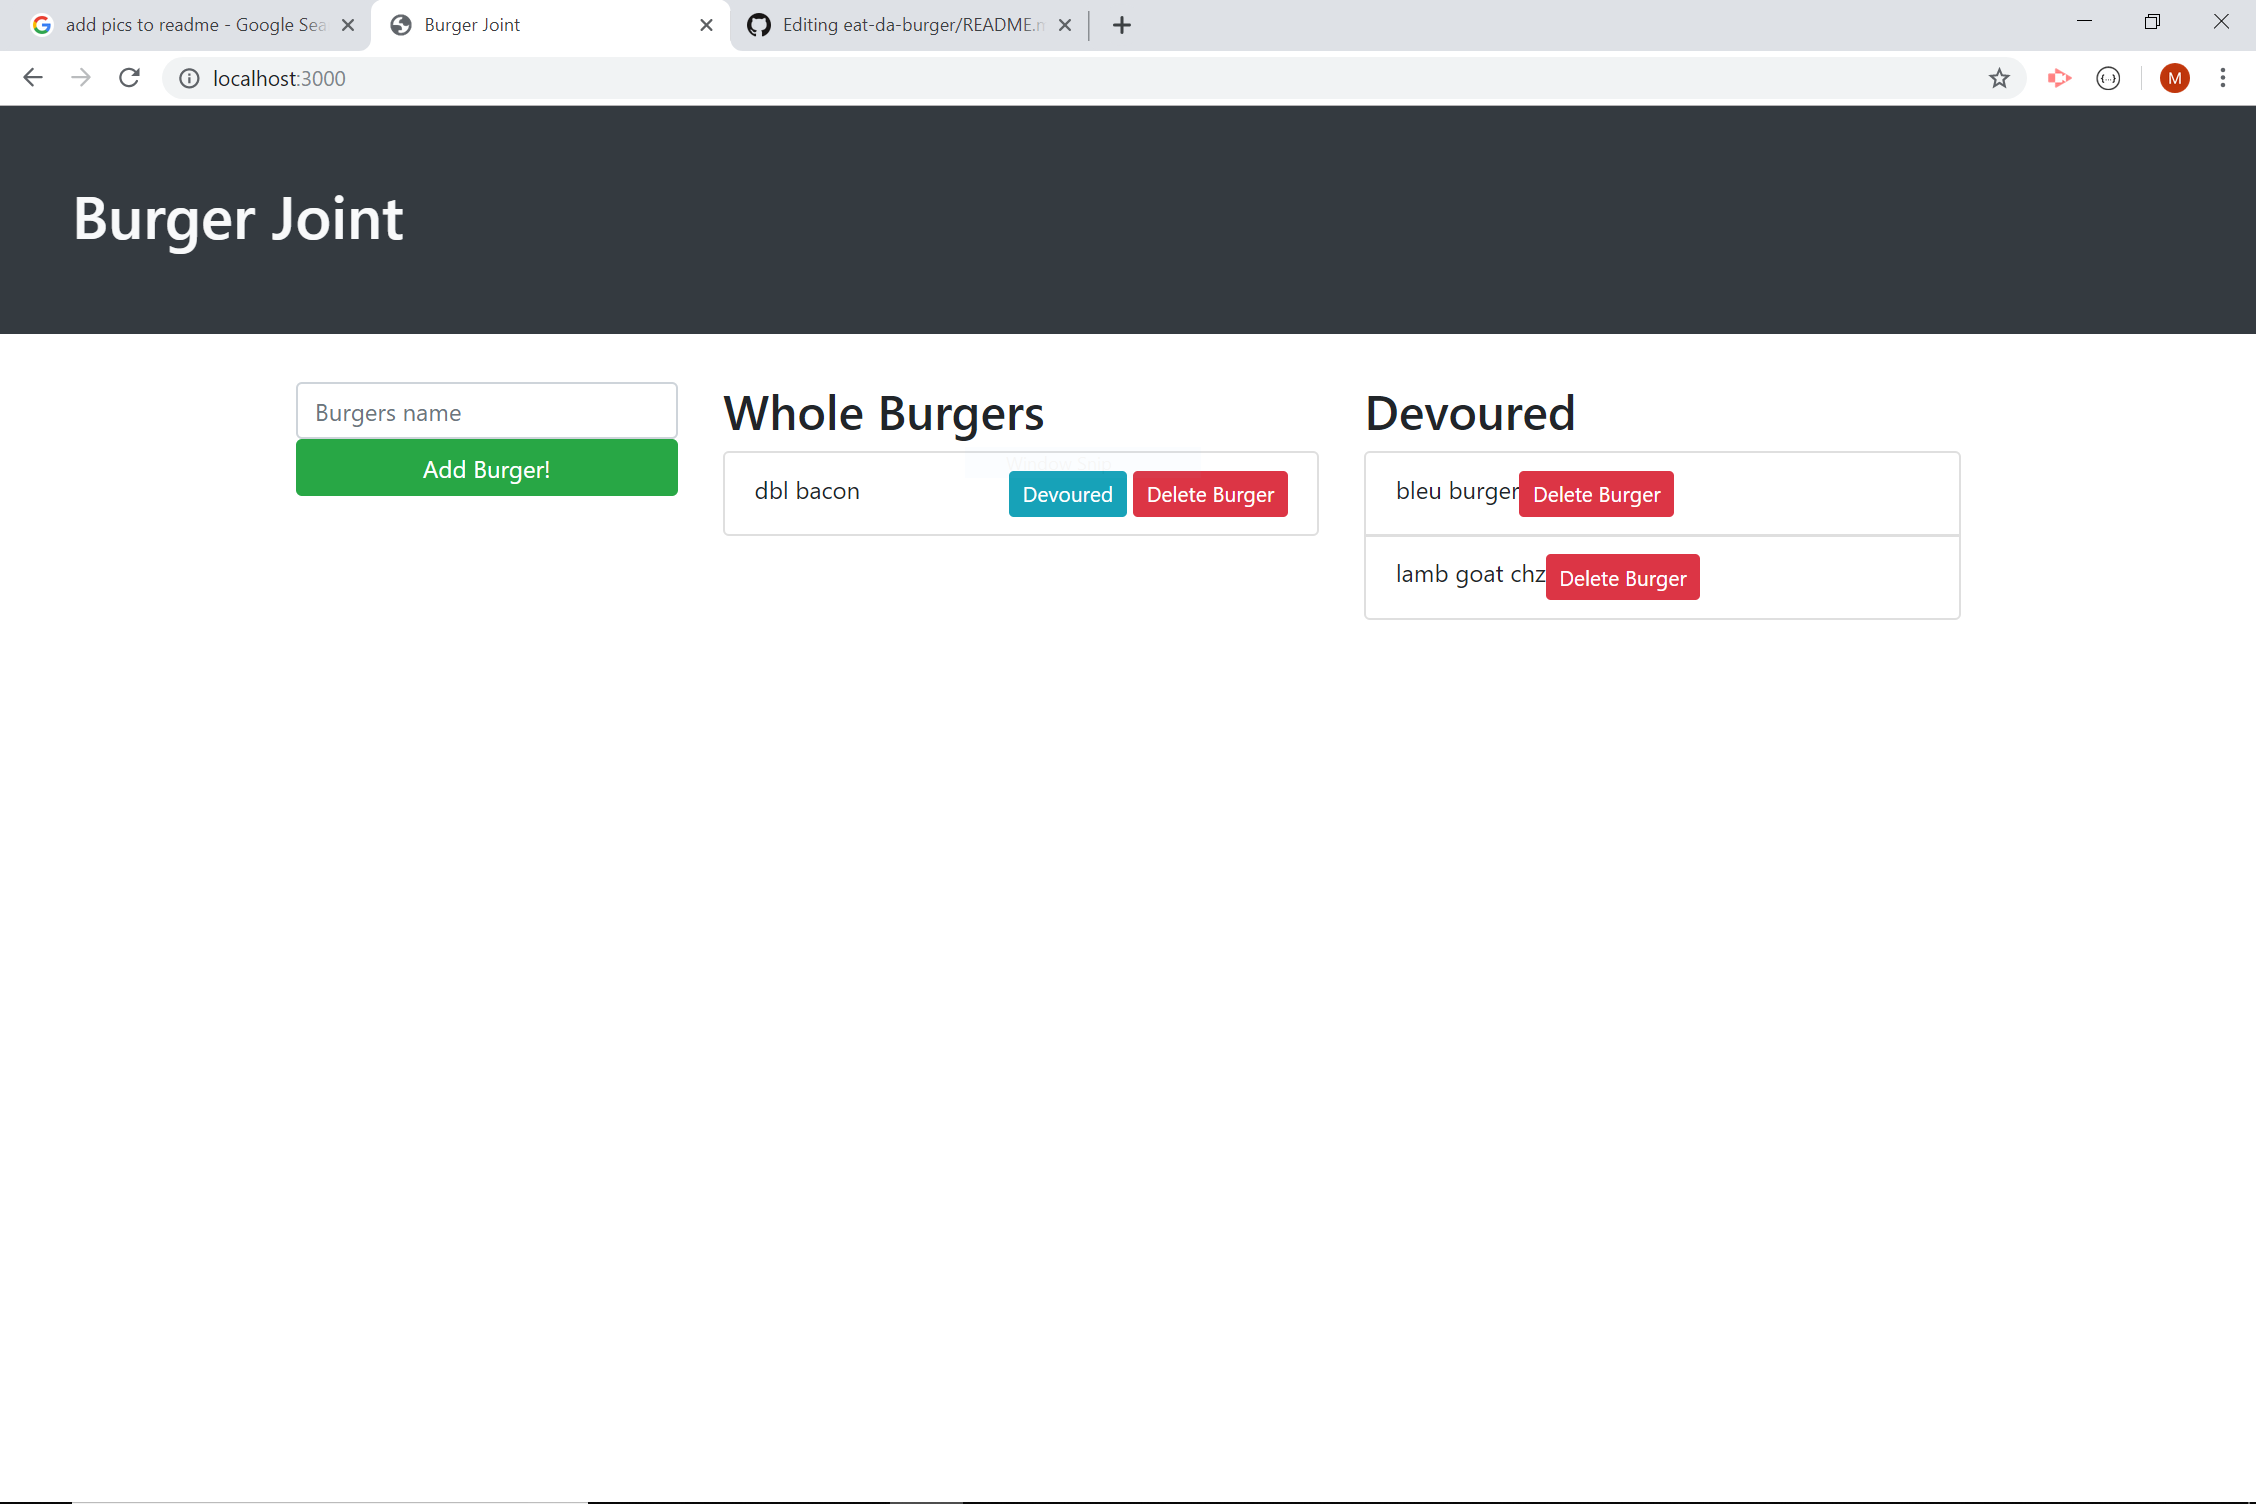 add pics to readme - Google Sea
Burger Joint
Editing eat-da-burger/README.m
localhost:3000
M
Burger Joint
Burgers name
Add Burger!
Whole Burgers
Window Snip
dbl bacon
Devoured
Delete Burger
Devoured
bleu burger
Delete Burger
lamb goat chz
Delete Burger